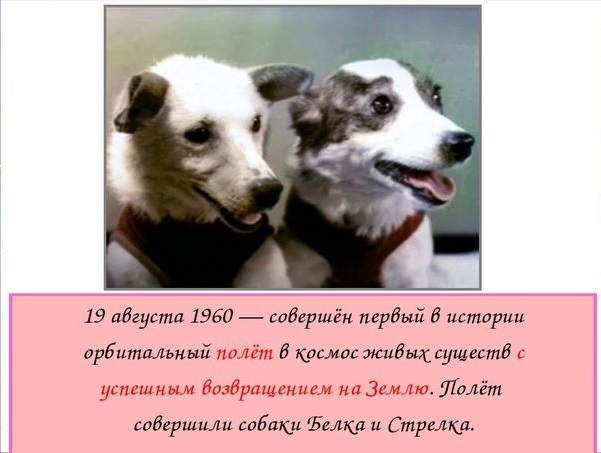 19 августа 1960 — совершён первый в истории
орбитальный полёт в космос живых существ с
успешным возвращением на Землю. Полёт
совершили собаки Белка и Стрелка.